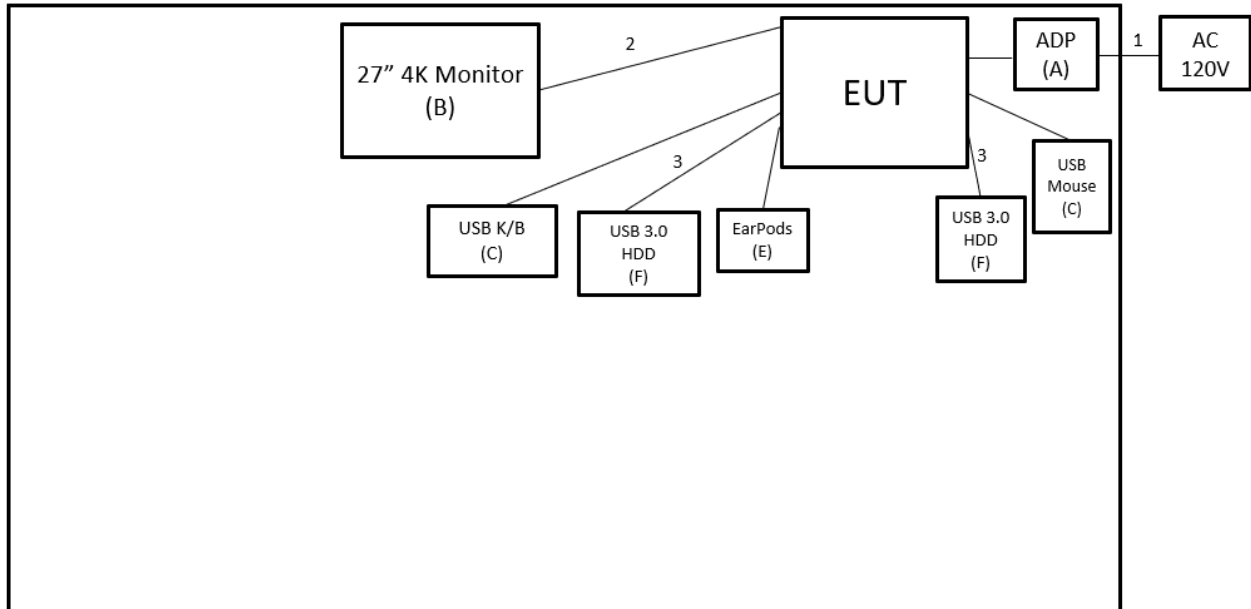 27” 4K Monitor
(B)
2
EUT
ADP
(A)
1
AC
120V
USB K/B
(C)
3
USB 3.0
HDD
(F)
EarPods
(E)
3
USB 3.0
HDD
(F)
USB
Mouse
(C)